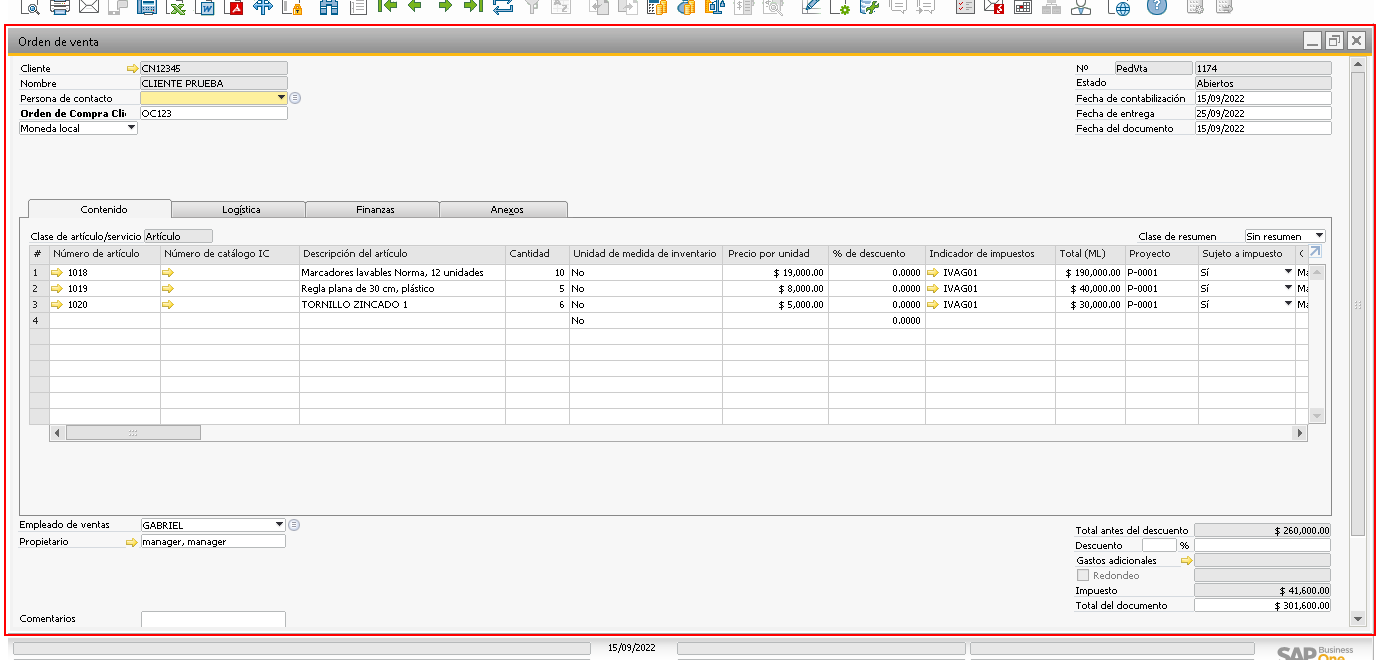 Orden de venta
Cliente CN12345
Nombre CLIENTE PRUEBA
Persona de contacto
Orden de Compra Cli OC123
Moneda local
Nº PedVta 1174
Estado Abiertos
Fecha de contabilización 15/09/2022
Fecha de entrega 25/09/2022
Fecha del documento 15/09/2022
Contenido Logística Finanzas Anexos
Clase de artículo/servicio Artículo Clase de resumen Sin resumen
# Número de artículo Número de catálogo IC Descripción del artículo Cantidad Unidad de medida de inventario Precio por unidad % de descuento Indicador de impuestos Total (ML) Proyecto Sujeto a impuesto
1 1018 Marcadores lavables Norma, 12 unidades 10 No $ 19,000.00 0.0000 IVAG01 $ 190,000.00 P-0001 Sí Ma
2 1019 Regla plana de 30 cm, plástico 5 No $ 8,000.00 0.0000 IVAG01 $ 40,000.00 P-0001 Sí Ma
3 1020 TORNILLO ZINCADO 1 6 No $ 5,000.00 0.0000 IVAG01 $ 30,000.00 P-0001 Sí Ma
4 No 0.0000
Empleado de ventas GABRIEL
Propietario manager, manager
Comentarios
Total antes del descuento $ 260,000.00
Descuento %
Gastos adicionales
Redondeo
Impuesto $ 41,600.00
Total del documento $ 301,600.00
15/09/2022
SAP Business One